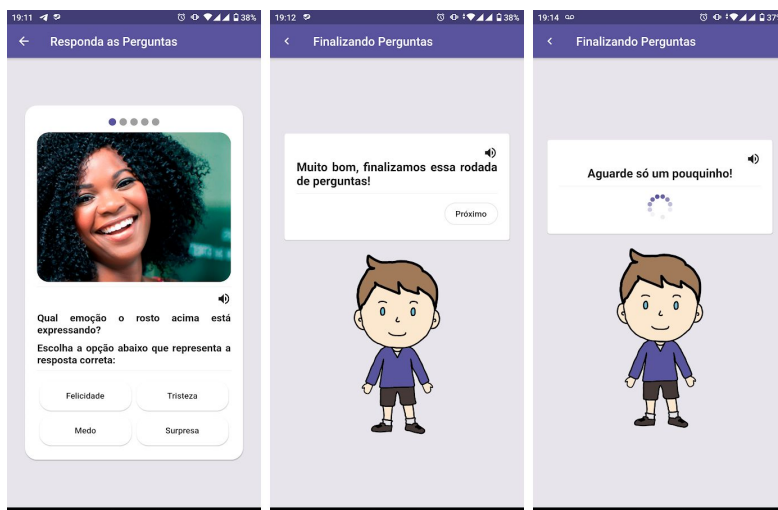 19:11
38%
Responda as Perguntas
Qual emoção o rosto acima está
expressando?
Escolha a opção abaixo que representa a
resposta correta:
Felicidade
Tristeza
Medo
Surpresa
19:12
38%
Finalizando Perguntas
Muito bom, finalizamos essa rodada
de perguntas!
Próximo
19:14
37%
Finalizando Perguntas
Aguarde só um pouquinho!